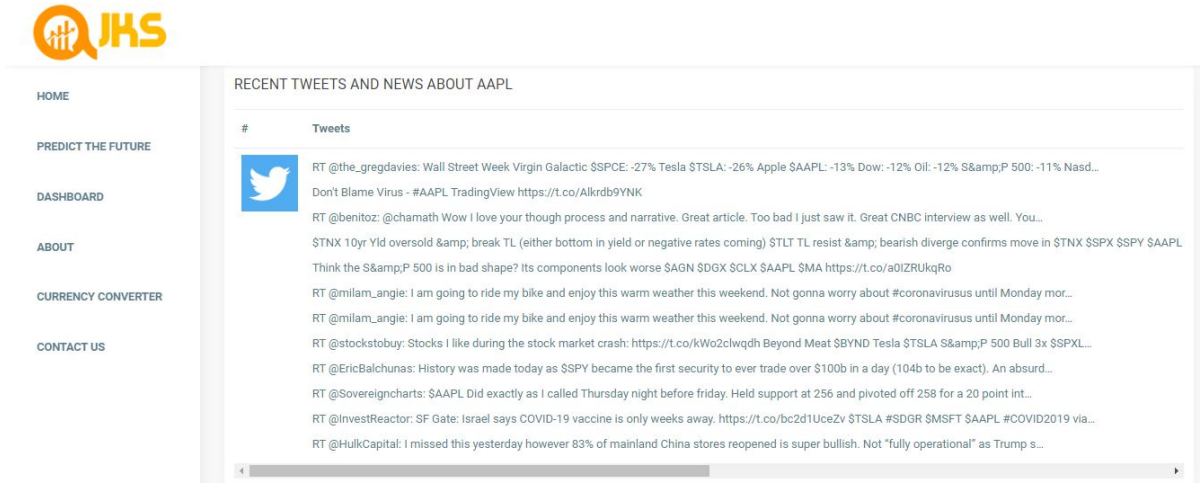 JKS
HOME
PREDICT THE FUTURE
DASHBOARD
ABOUT
CURRENCY CONVERTER
CONTACT US
RECENT TWEETS AND NEWS ABOUT AAPL
# Tweets
RT @the_gregdavies: Wall Street Week Virgin Galactic $SPCE: -27% Tesla $TSLA: -26% Apple $AAPL: -13% Dow: -12% Oil: -12% S&amp;P 500: -11% Nasd...
Don't Blame Virus - #AAPL TradingView https://t.co/Alkrdb9YNK
RT @benitoz: @chamath Wow I love your though process and narrative. Great article. Too bad I just saw it. Great CNBC interview as well. You...
$TNX 10yr Yld oversold &amp; break TL (either bottom in yield or negative rates coming) $TLT TL resist &amp; bearish diverge confirms move in $TNX $SPX $SPY $AAPL
Think the S&amp;P 500 is in bad shape? Its components look worse $AGN $DGX $CLX $AAPL $MA https://t.co/a0IZRUkqRo
RT @milam_angie: I am going to ride my bike and enjoy this warm weather this weekend. Not gonna worry about #coronavirusus until Monday mor...
RT @milam_angie: I am going to ride my bike and enjoy this warm weather this weekend. Not gonna worry about #coronavirusus until Monday mor...
RT @stockstobuy: Stocks I like during the stock market crash: https://t.co/kWo2clwqdh Beyond Meat $BYND Tesla $TSLA S&amp;P 500 Bull 3x $SPXL...
RT @EricBalchunas: History was made today as $SPY became the first security to ever trade over $100b in a day (104b to be exact). An absurd...
RT @Sovereigncharts: $AAPL Did exactly as I called Thursday night before friday. Held support at 256 and pivoted off 258 for a 20 point int...
RT @InvestReactor: SF Gate: Israel says COVID-19 vaccine is only weeks away. https://t.co/bc2d1UceZv $TSLA #SDGR $MSFT $AAPL #COVID2019 via...
RT @HulkCapital: I missed this yesterday however 83% of mainland China stores reopened is super bullish. Not “fully operational” as Trump s...